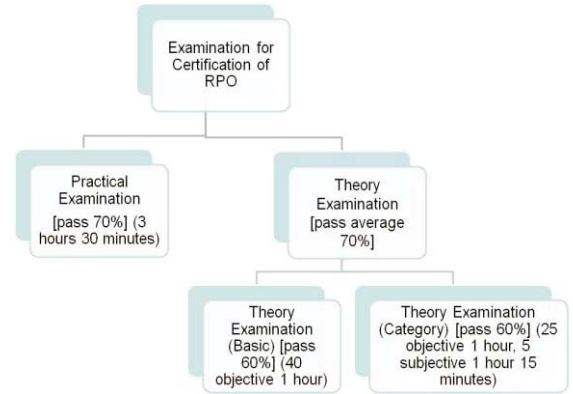 Examination for
Certification of
RPO
Practical
Examination
[pass 70%] (3
hours 30 minutes)
Theory
Examination
[pass average
70%]
Theory
Examination
(Basic) [pass
60%] (40
objective 1 hour)
Theory Examination
(Category) [pass 60%] (25
objective 1 hour, 5
subjective 1 hour 15
minutes)